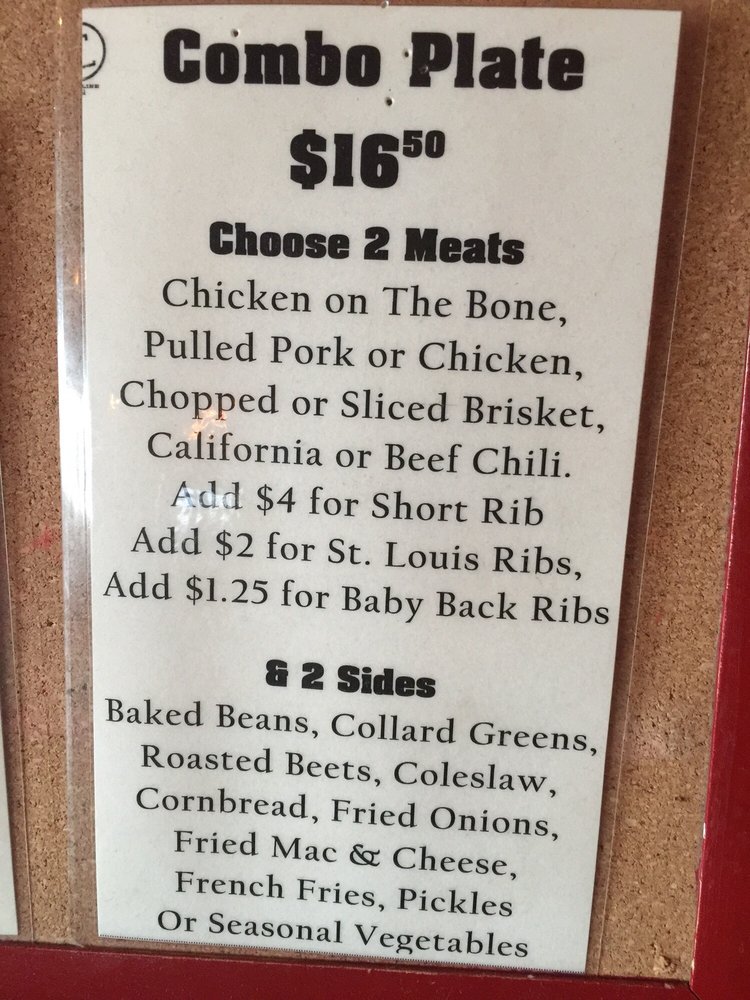 Combo Plate
$16⁵⁰
Choose 2 Meats
Chicken on The Bone,
Pulled Pork or Chicken,
Chopped or Sliced Brisket,
California or Beef Chili.
Add $4 for Short Rib
Add $2 for St. Louis Ribs,
Add $1.25 for Baby Back Ribs
& 2 Sides
Baked Beans, Collard Greens,
Roasted Beets, Coleslaw,
Cornbread, Fried Onions,
Fried Mac & Cheese,
French Fries, Pickles
Or Seasonal Vegetables